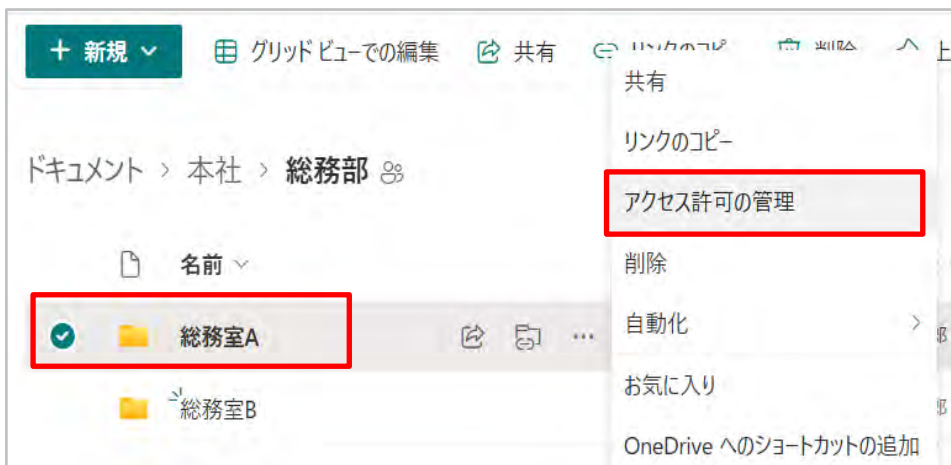 + 新規 グリッド ビューでの編集 共有
共有
リンクのコピー
ドキュメント > 本社 > 総務部
アクセス許可の管理
名前
削除
総務室A
自動化
お気に入り
総務室B
OneDrive へのショートカットの追加